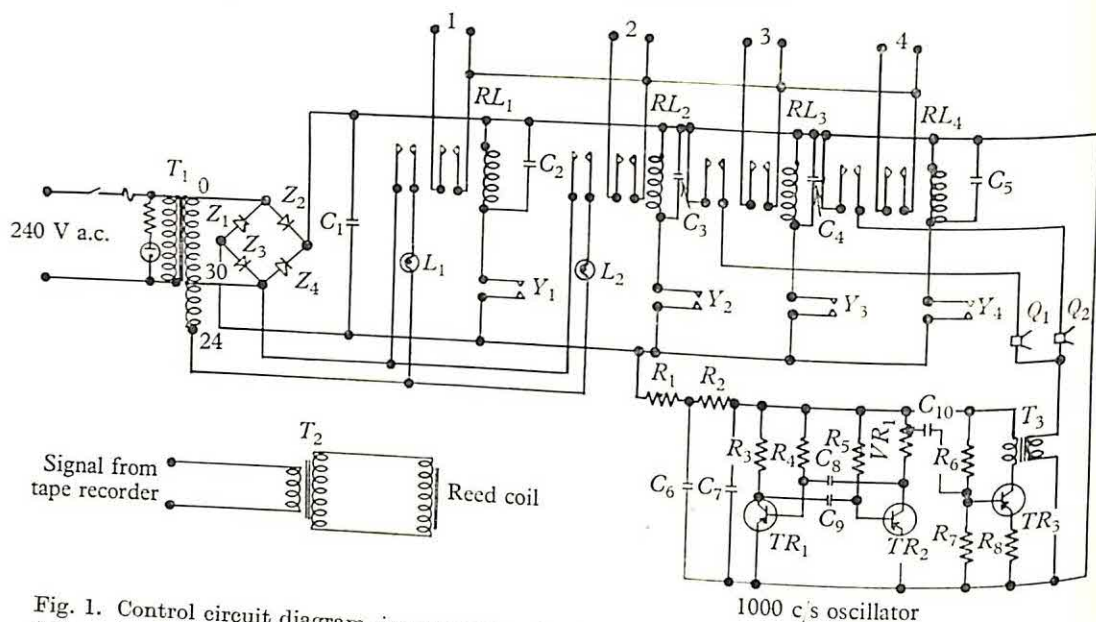 1
2
3
4
RL₁
RL₂
RL₃
RL₄
T₁
0
Z₁
Z₂
C₁
C₂
C₃
C₄
C₅
240 V a.c.
Z₃
30
Z₄
L₁
L₂
Y₁
Y₂
Y₃
Y₄
Q₁
Q₂
24
R₁
R₂
C₁₀
T₃
T₂
R₃
R₄
R₅
VR₁
C₈
R₆
Signal from
tape recorder
Reed coil
C₆
C₇
C₉
TR₁
TR₂
R₇
R₈
TR₃
1000 c/s oscillator
Fig. 1. Control circuit diagram